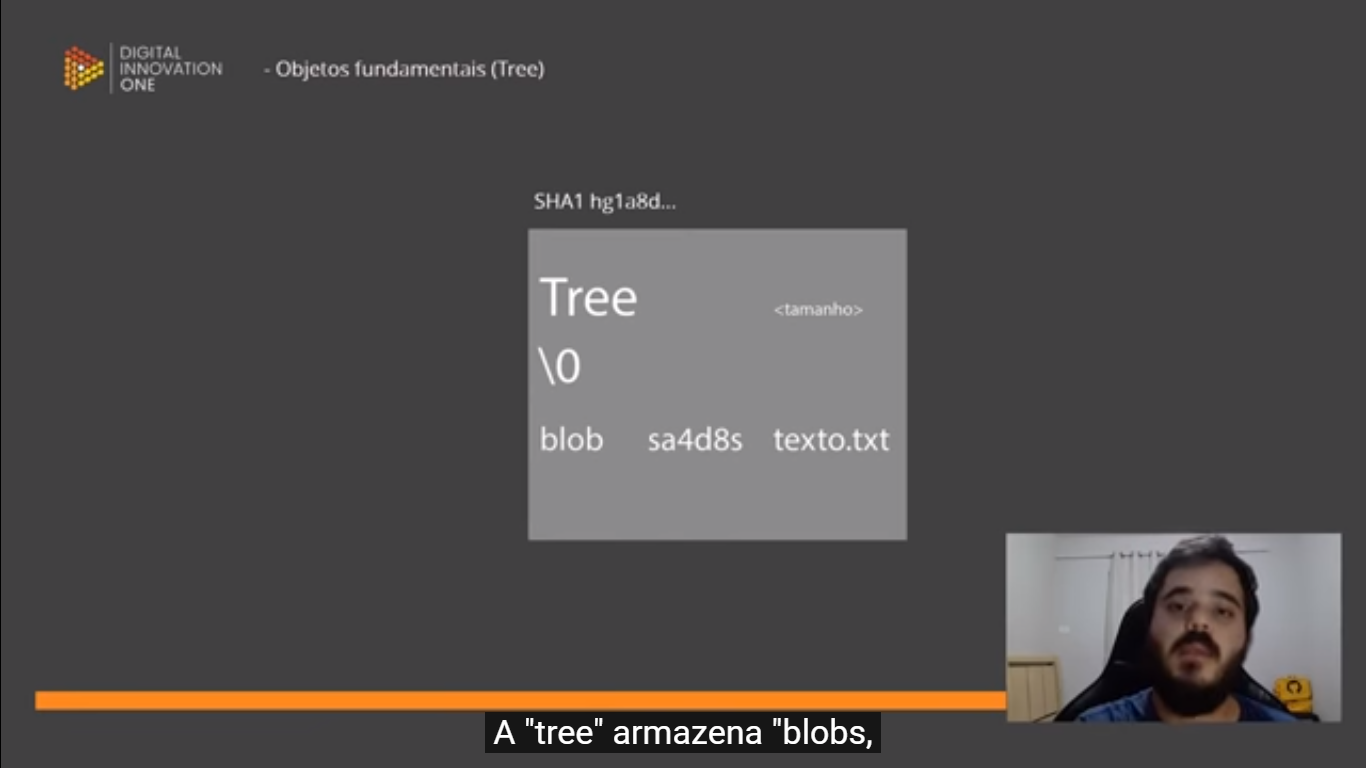 DIGITAL
INNOVATION
ONE
- Objetos fundamentais (Tree)
SHA1 hg1a8d...
Tree <tamanho>
\0
blob sa4d8s texto.txt
A "tree" armazena "blobs,